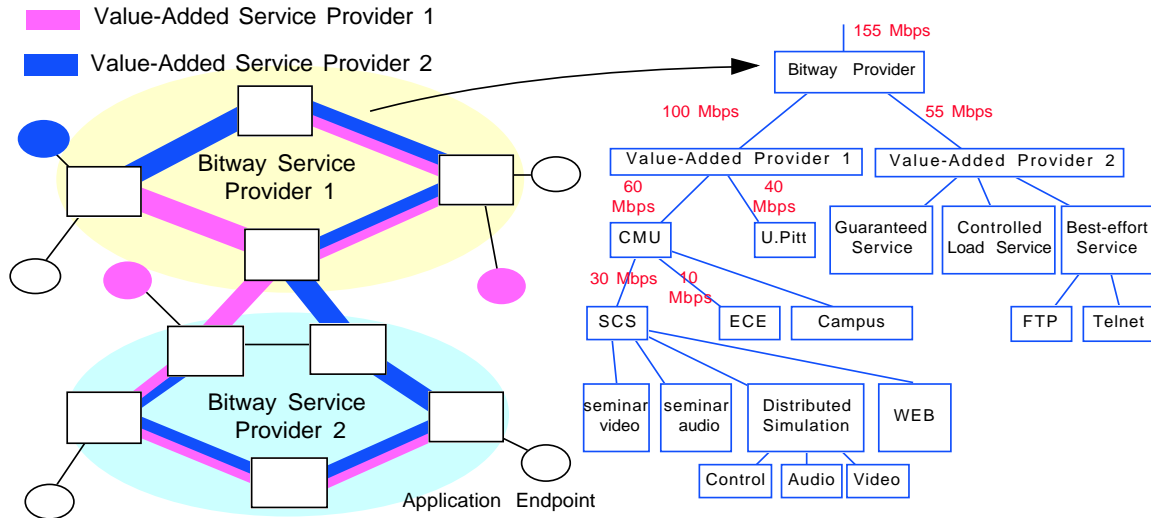 Value-Added Service Provider 1
Value-Added Service Provider 2
Bitway Service
Provider 1
Bitway Service
Provider 2
Application Endpoint
155 Mbps
Bitway Provider
100 Mbps
55 Mbps
Value-Added Provider 1
Value-Added Provider 2
60
Mbps
40
Mbps
CMU
U.Pitt
Guaranteed
Service
Controlled
Load Service
Best-effort
Service
30 Mbps
10
Mbps
SCS
ECE
Campus
FTP
Telnet
seminar
video
seminar
audio
Distributed
Simulation
WEB
Control
Audio
Video